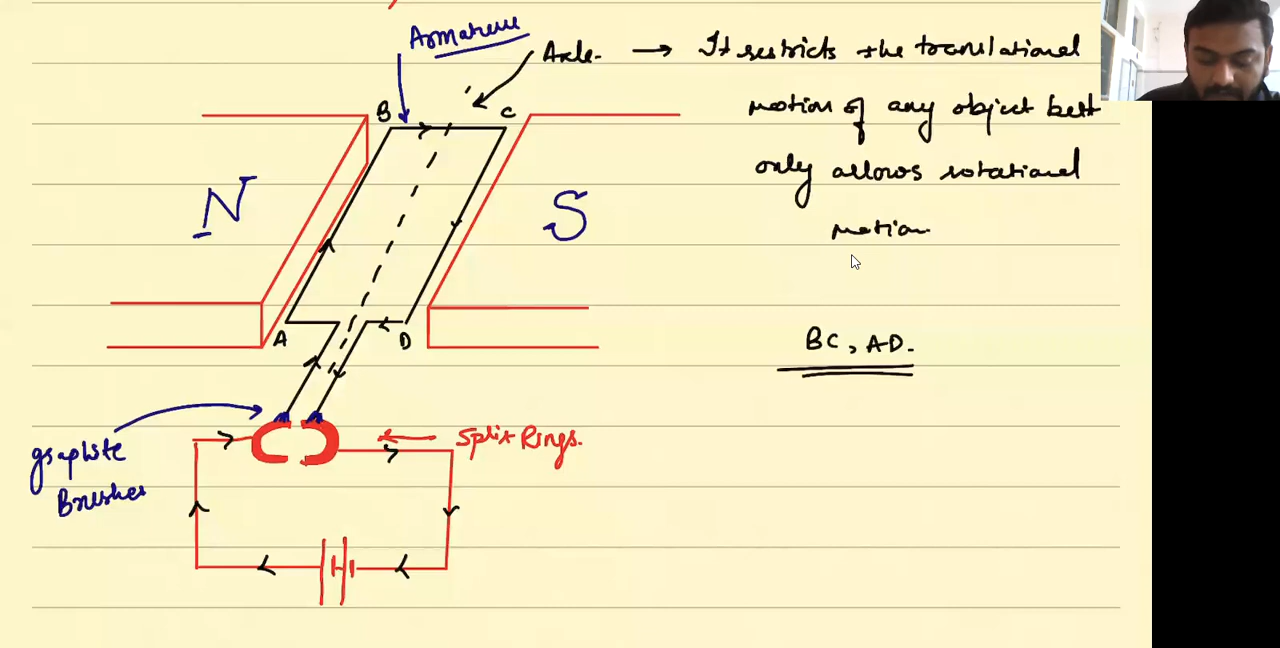 Armature
Axle. → It restricts the translational
motion of any object but
only allows rotational
motion
B
C
N
S
A
D
BC, AD.
graphite
Brushes
Split Rings.